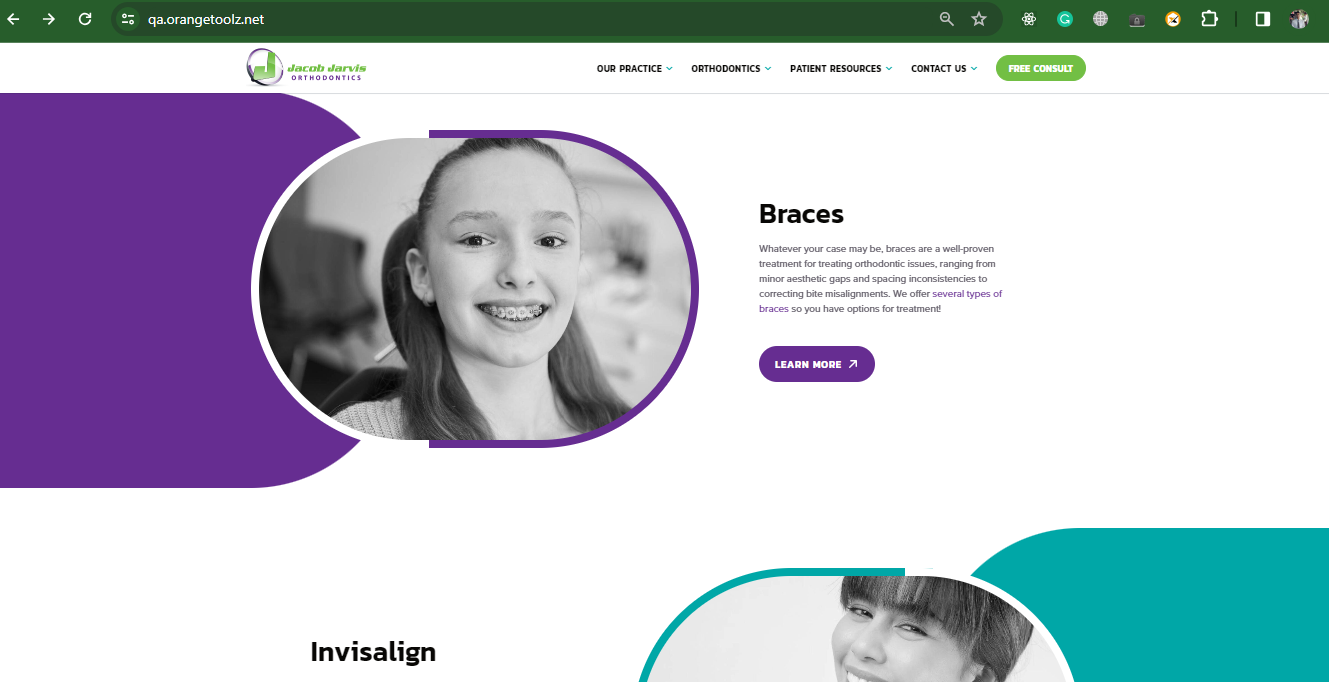 qa.orangetoolz.net
Jacob Jarvis
ORTHODONTICS
OUR PRACTICE
ORTHODONTICS
PATIENT RESOURCES
CONTACT US
FREE CONSULT
Braces
Whatever your case may be, braces are a well-proven
treatment for treating orthodontic issues, ranging from
minor aesthetic gaps and spacing inconsistencies to
correcting bite misalignments. We offer several types of
braces so you have options for treatment!
LEARN MORE
Invisalign